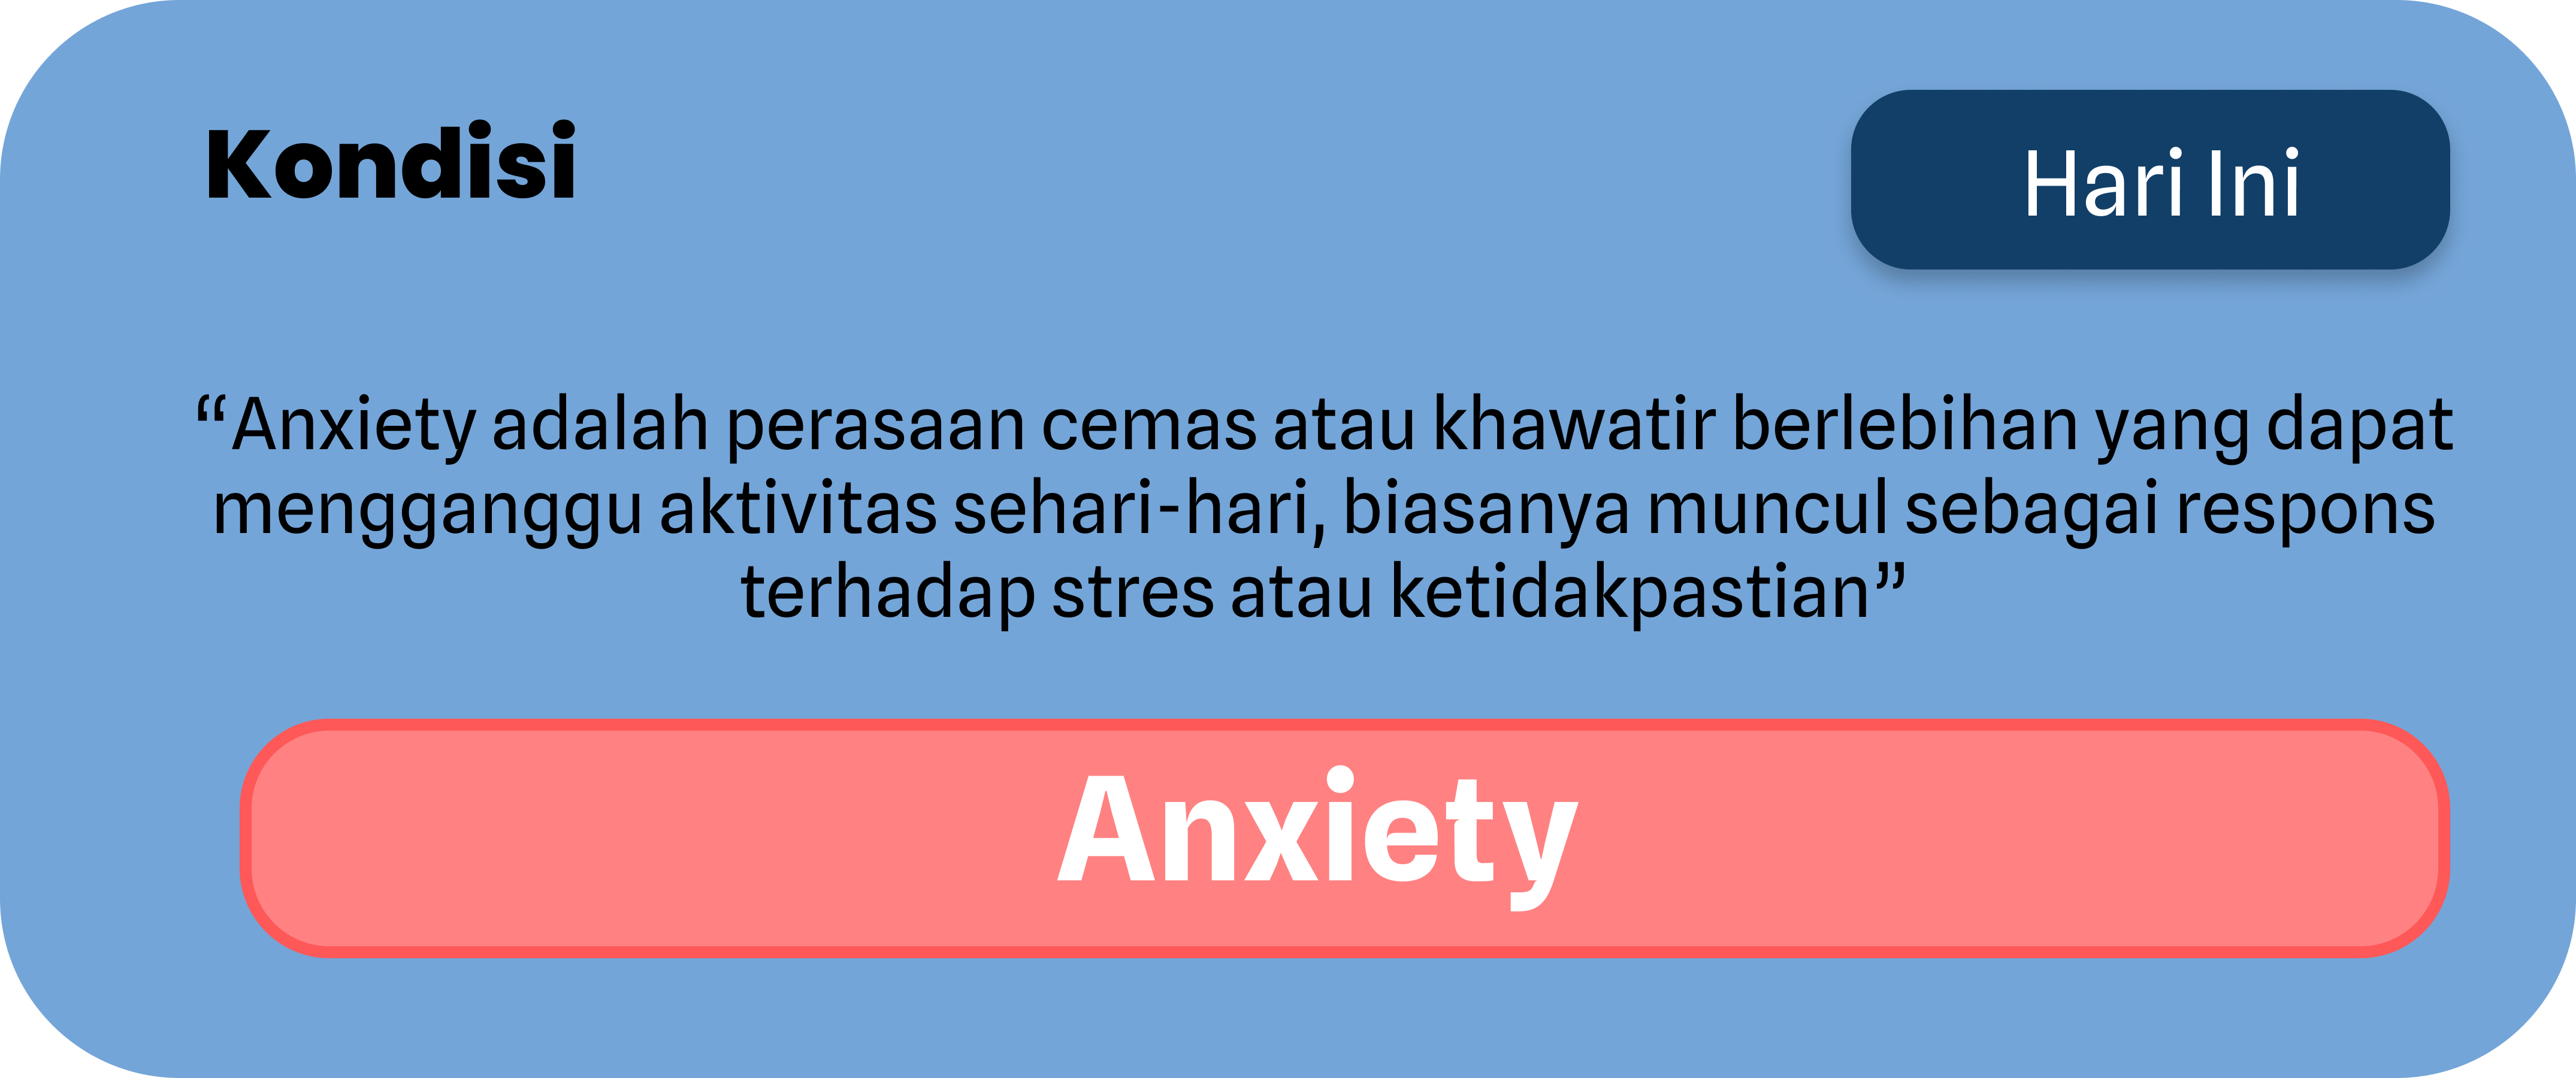 Kondisi
Hari Ini
“Anxiety adalah perasaan cemas atau khawatir berlebihan yang dapat
mengganggu aktivitas sehari-hari, biasanya muncul sebagai respons
terhadap stres atau ketidakpastian”
Anxiety